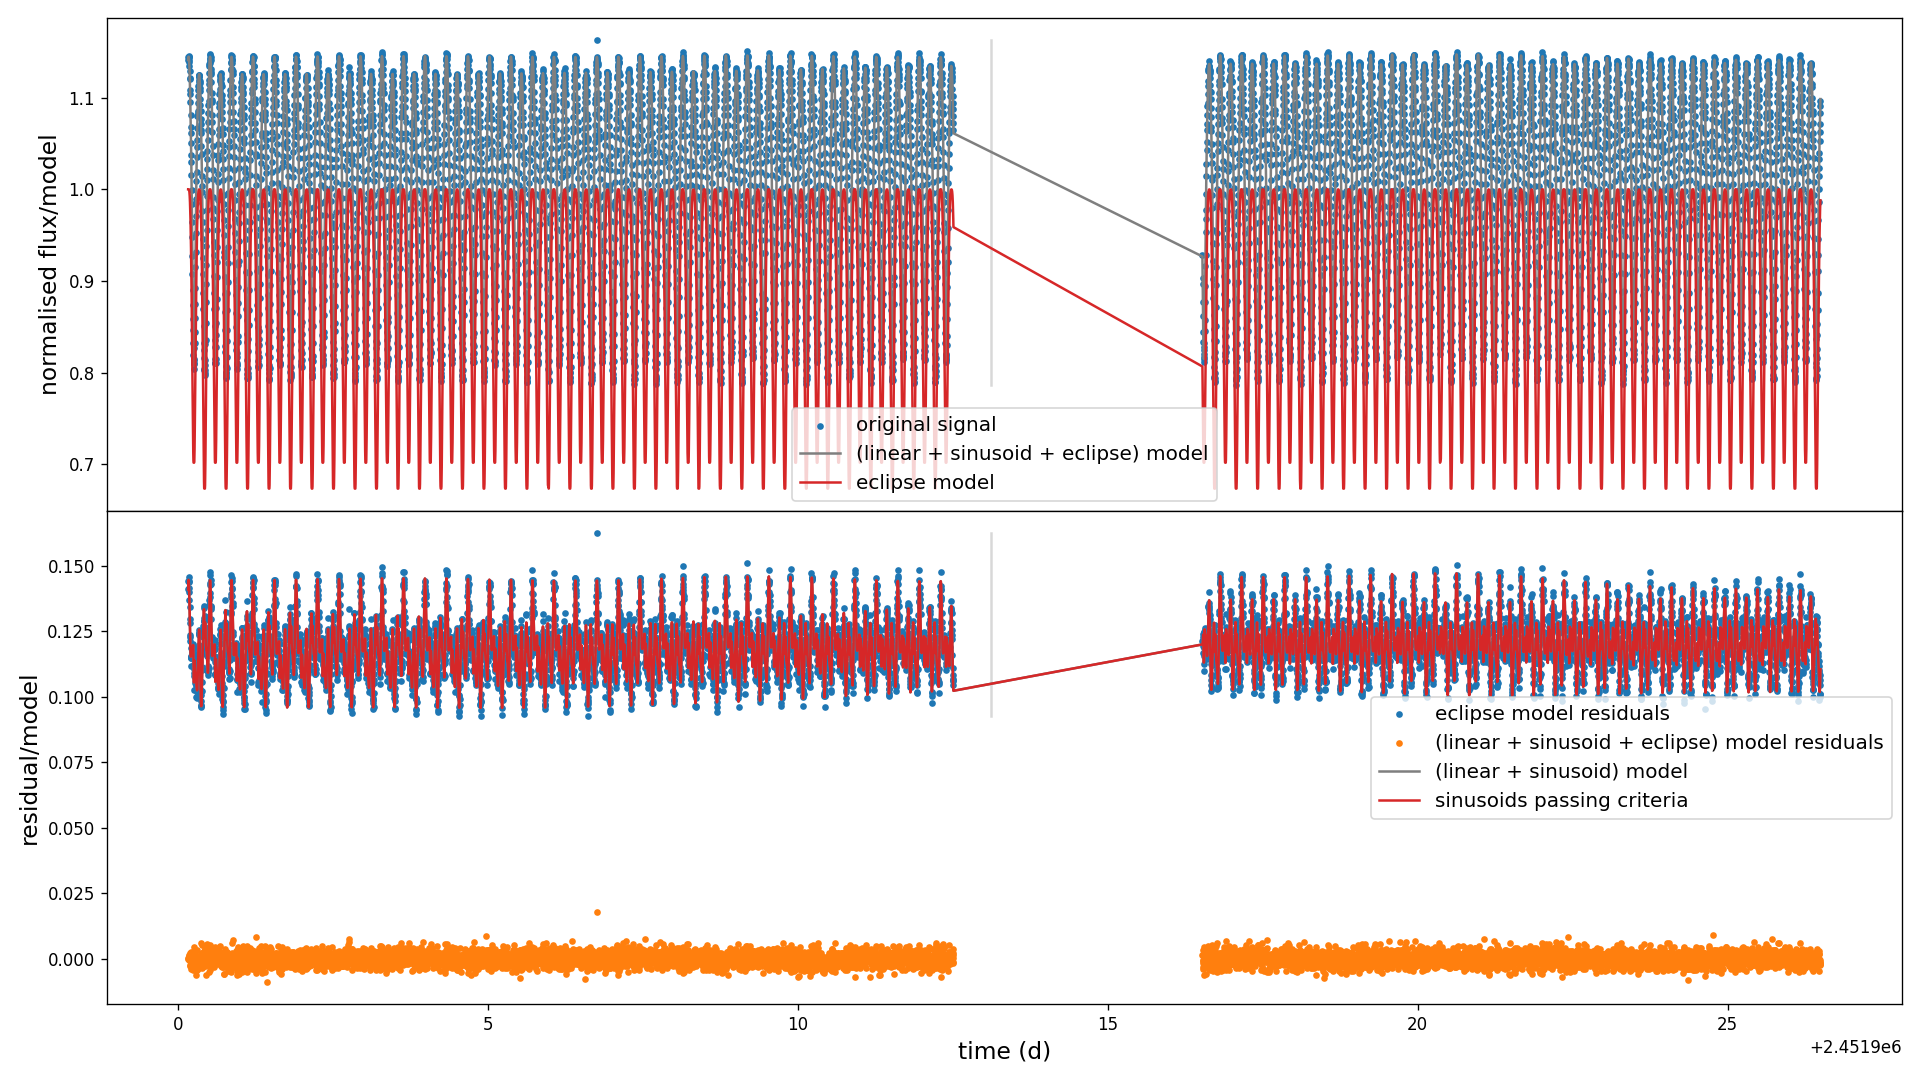 normalised flux/model
1.1
1.0
0.9
0.8
0.7
original signal
(linear + sinusoid + eclipse) model
eclipse model
residual/model
0.150
0.125
0.100
0.075
0.050
0.025
0.000
eclipse model residuals
(linear + sinusoid + eclipse) model residuals
(linear + sinusoid) model
sinusoids passing criteria
0 5 10 15 20 25
time (d)
+2.4519e6